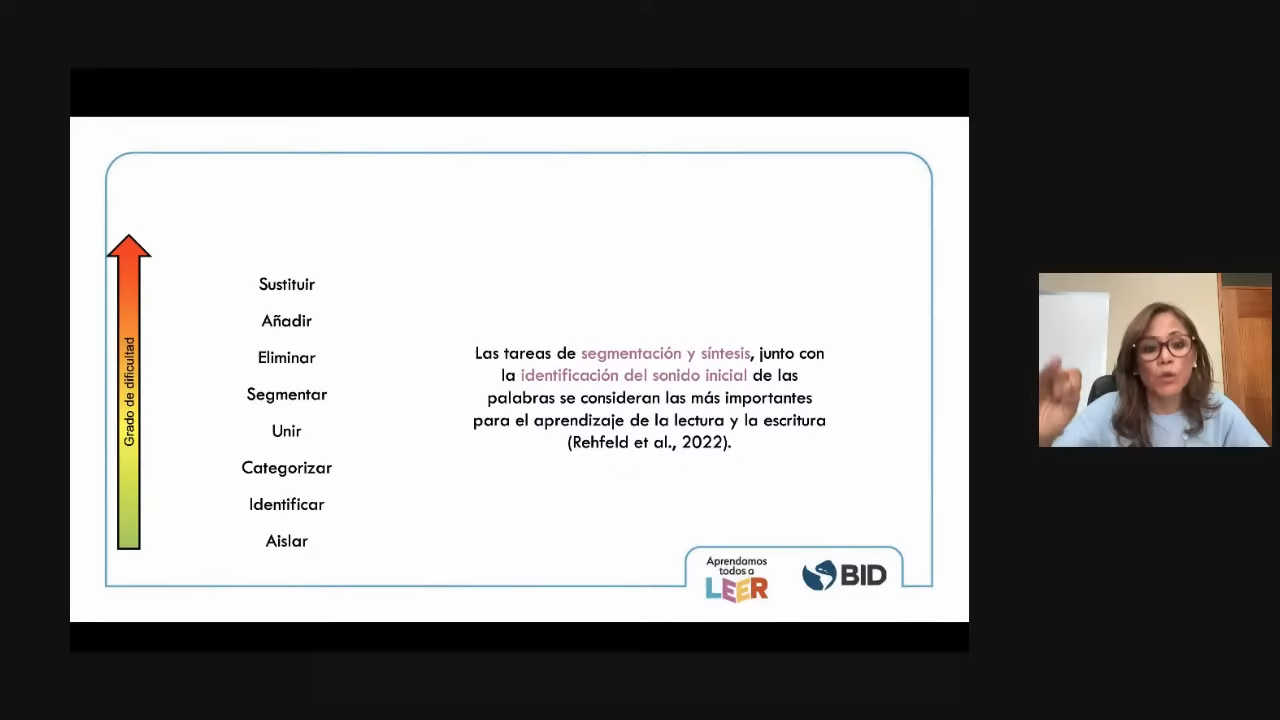 Grado de dificultad
Sustituir
Añadir
Eliminar
Segmentar
Unir
Categorizar
Identificar
Aislar
Las tareas de segmentación y síntesis, junto con
la identificación del sonido inicial de las
palabras se consideran las más importantes
para el aprendizaje de la lectura y la escritura
(Rehfeld et al., 2022).
Aprendamos
todos a
LEER
BID